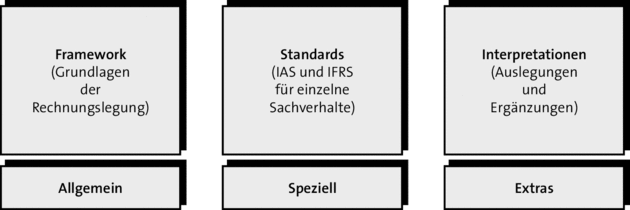 Framework
(Grundlagen
der
Rechnungslegung)
Standards
(IAS und IFRS
für einzelne
Sachverhalte)
Interpretationen
(Auslegungen
und
Ergänzungen)
Allgemein
Speziell
Extras